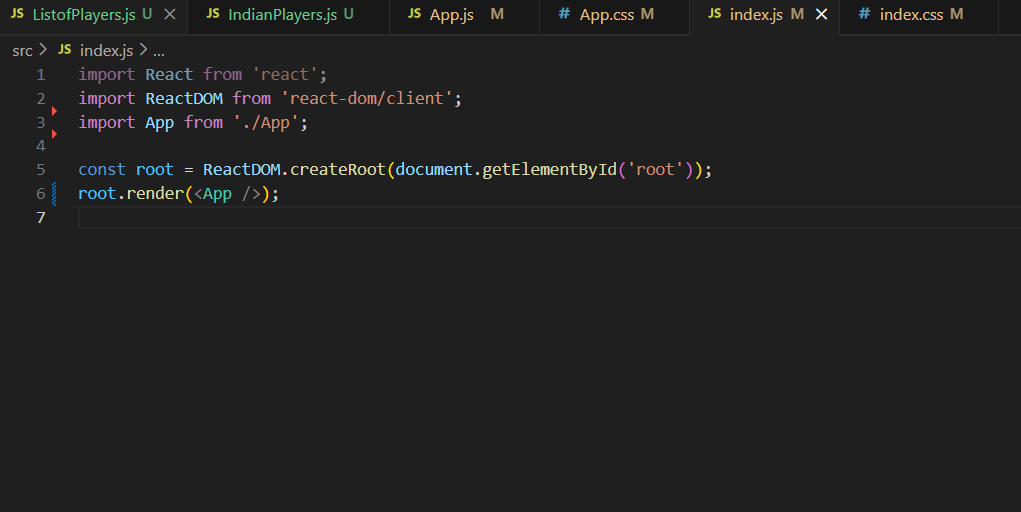 JS ListofPlayers.js U × JS IndianPlayers.js U JS App.js M # App.css M JS index.js M × # index.css M
src > JS index.js > ...
1 import React from 'react';
2 import ReactDOM from 'react-dom/client';
3 import App from './App';
4
5 const root = ReactDOM.createRoot(document.getElementById('root'));
6 root.render(<App />);
7